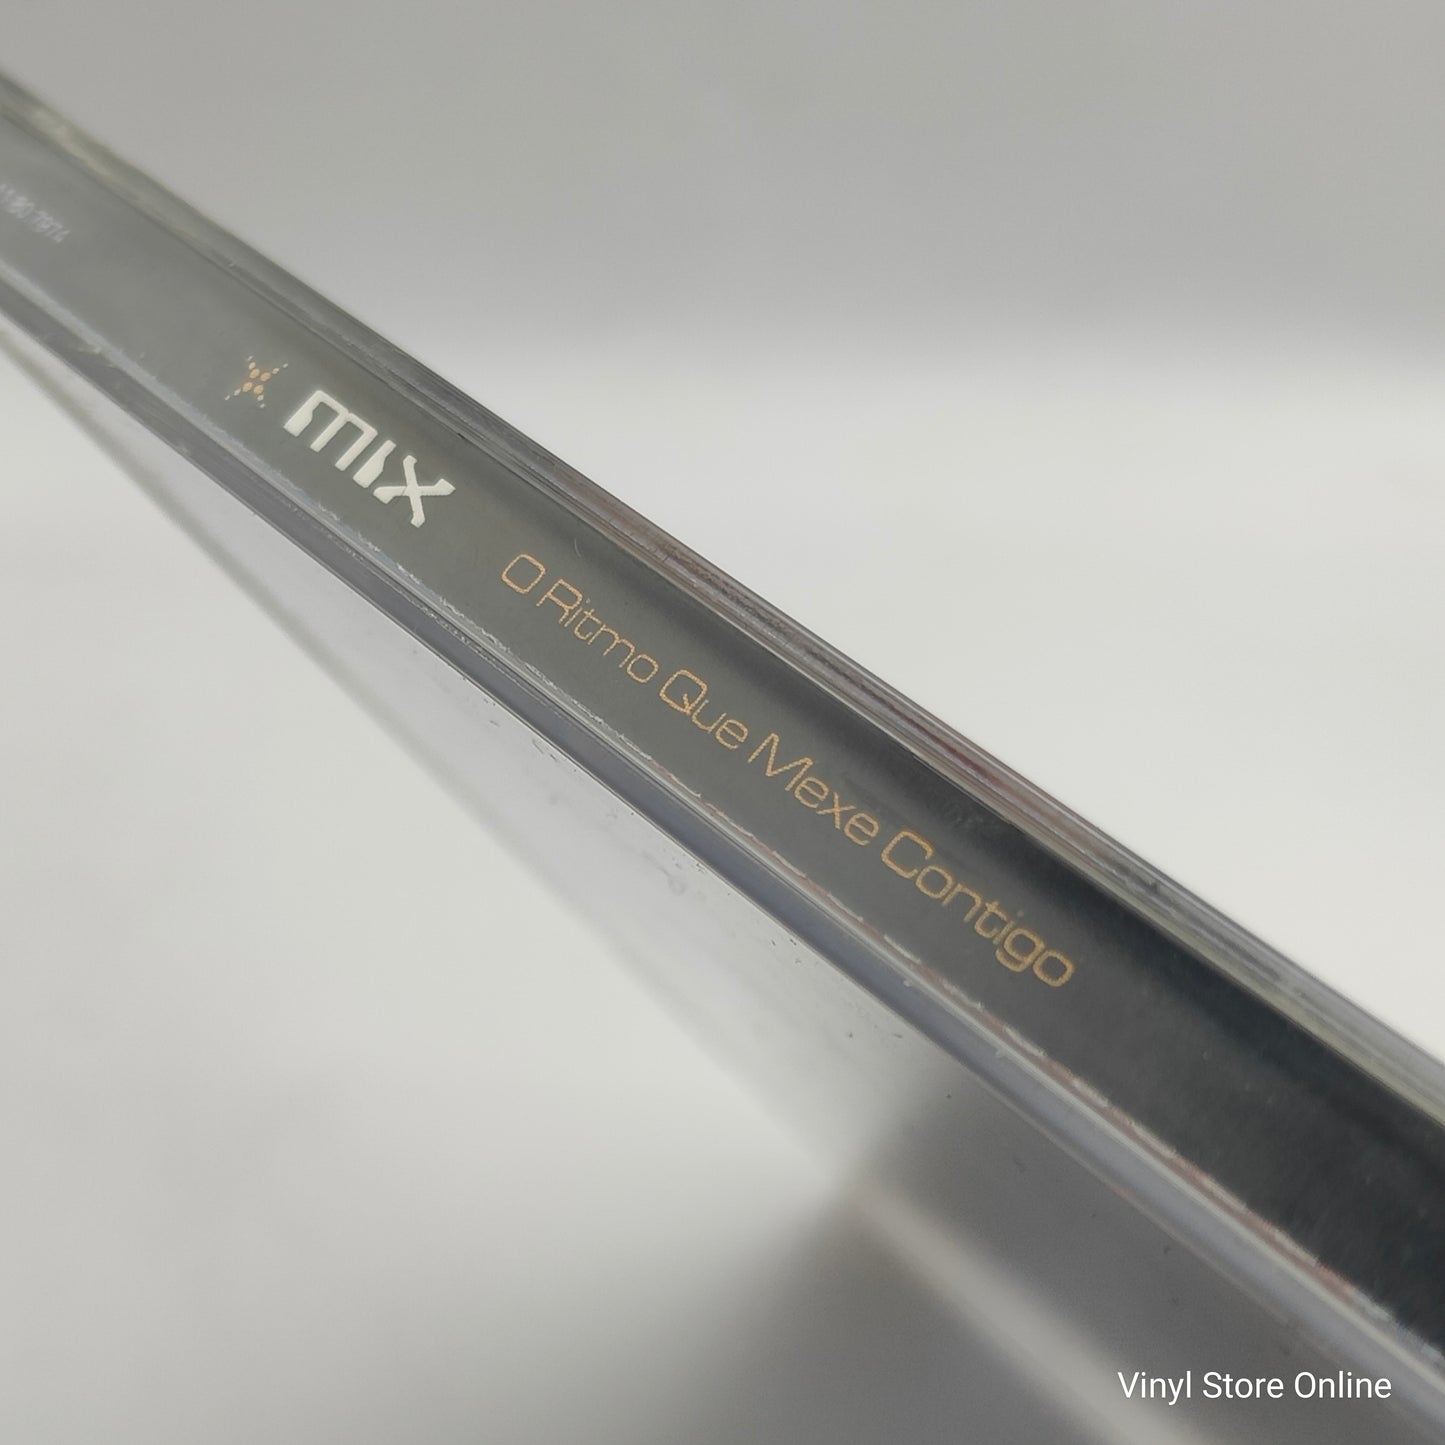 mix O Ritmo Que Mexe Contigo
Vinyl Store Online